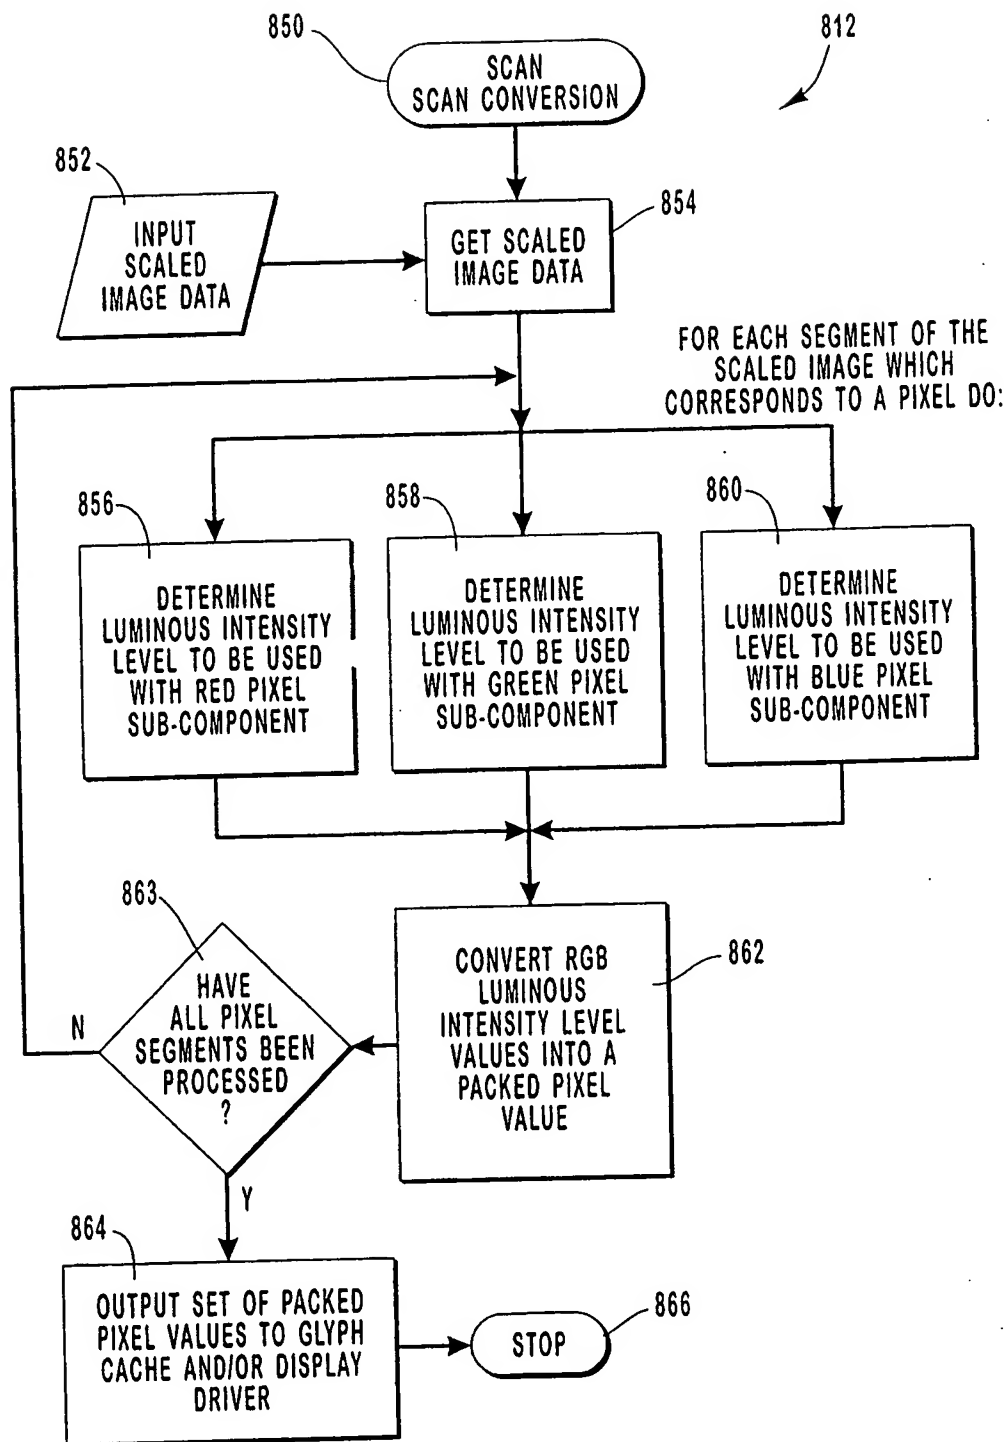 850
812
SCAN
SCAN CONVERSION
852
INPUT
SCALED
IMAGE DATA
854
GET SCALED
IMAGE DATA
FOR EACH SEGMENT OF THE
SCALED IMAGE WHICH
CORRESPONDS TO A PIXEL DO:
856
DETERMINE
LUMINOUS INTENSITY
LEVEL TO BE USED
WITH RED PIXEL
SUB-COMPONENT
858
DETERMINE
LUMINOUS INTENSITY
LEVEL TO BE USED
WITH GREEN PIXEL
SUB-COMPONENT
860
DETERMINE
LUMINOUS INTENSITY
LEVEL TO BE USED
WITH BLUE PIXEL
SUB-COMPONENT
863
HAVE
ALL PIXEL
SEGMENTS BEEN
PROCESSED
?
N
Y
862
CONVERT RGB
LUMINOUS
INTENSITY LEVEL
VALUES INTO A
PACKED PIXEL
VALUE
864
OUTPUT SET OF PACKED
PIXEL VALUES TO GLYPH
CACHE AND/OR DISPLAY
DRIVER
866
STOP